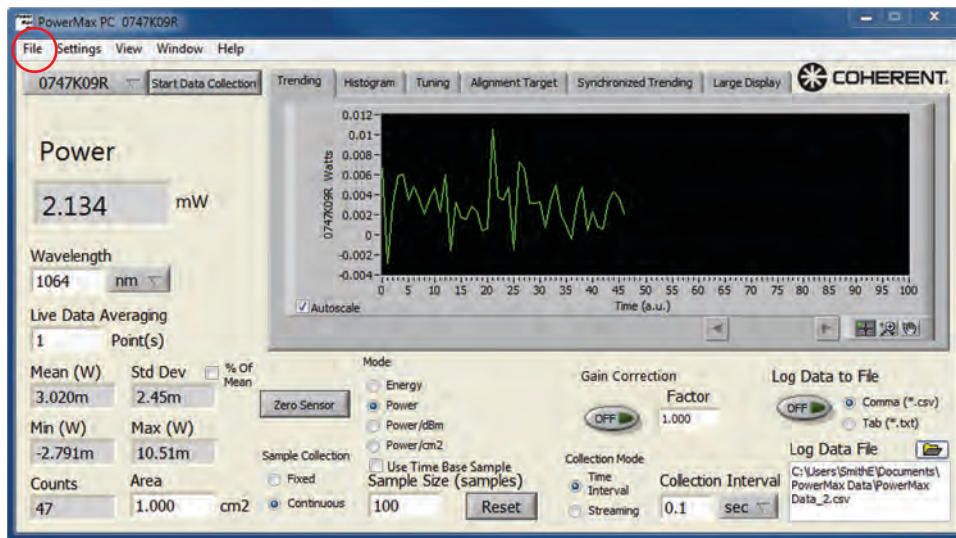 PowerMax PC 0747K09R
File Settings View Window Help
0747K09R Start Data Collection Trending Histogram Tuning Alignment Target Synchronized Trending Large Display COHERENT.
Power
2.134 mW
Wavelength
1064 nm
Live Data Averaging
1 Point(s)
0747K09R Watts
0.012
0.01
0.008
0.006
0.004
0.002
0
-0.002
-0.004
0 5 10 15 20 25 30 35 40 45 50 55 60 65 70 75 80 85 90 95 100
Autoscale Time (a.u.)
Mean (W) Std Dev % Of Mean
3.020m 2.45m
Min (W) Max (W)
-2.791m 10.51m
Counts Area
47 1.000 cm2
Zero Sensor
Sample Collection
Fixed
Continuous
Mode
Energy
Power
Power/dBm
Power/cm2
Use Time Base Sample
Sample Size (samples)
100 Reset
Gain Correction
Factor
OFF 1.000
Collection Mode
Time Interval
Streaming
Collection Interval
0.1 sec
Log Data to File
OFF Comma (*.csv)
Tab (*.txt)
Log Data File
C:\Users\SmithE\Documents\
PowerMax Data\PowerMax
Data_2.csv